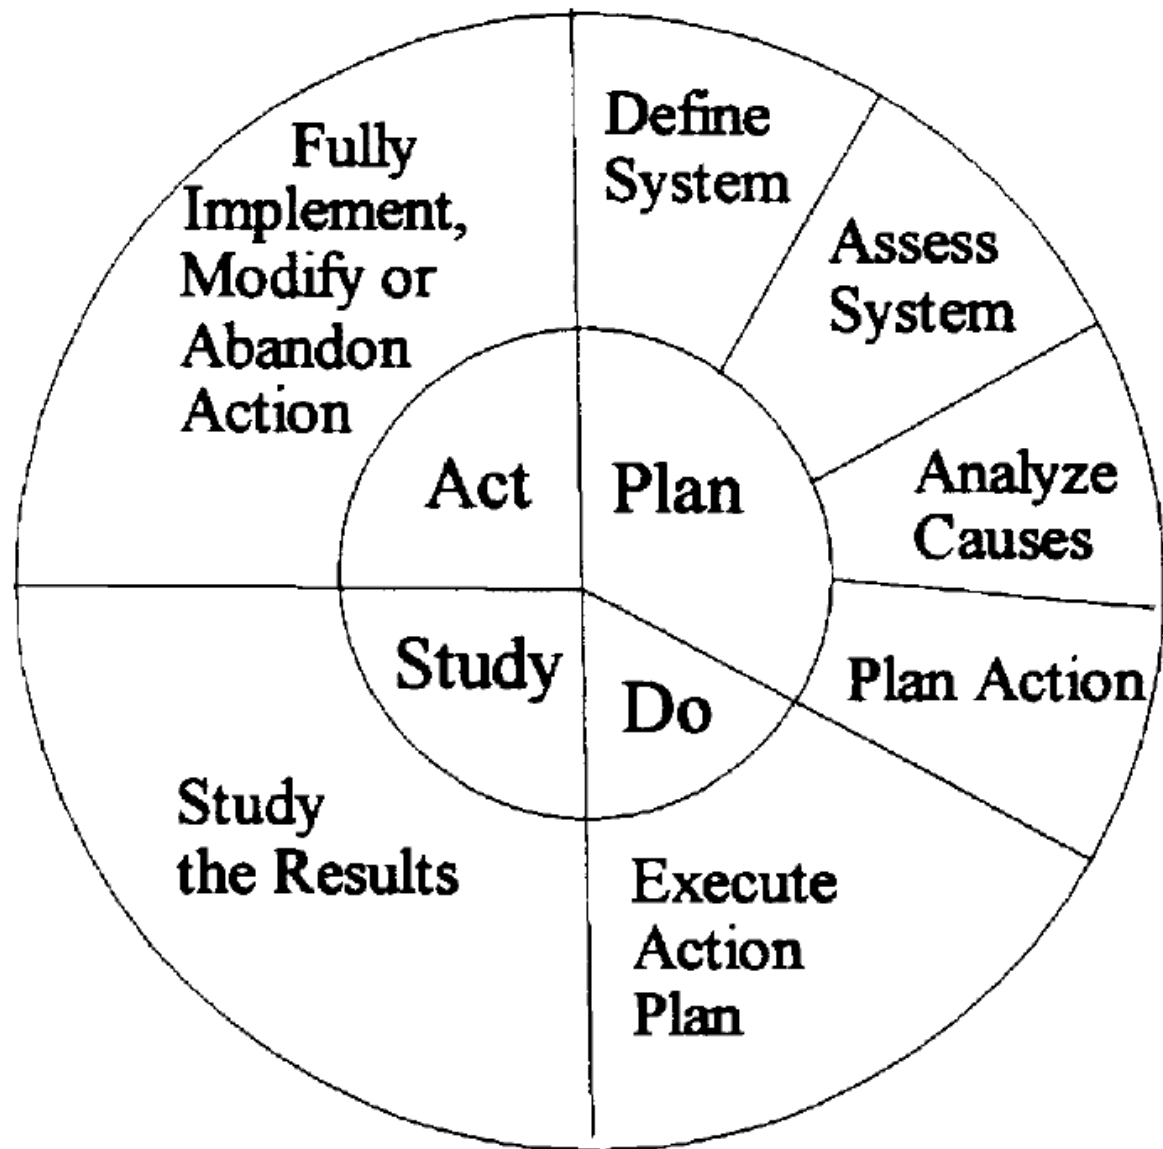 Define
System
Assess
System
Analyze
Causes
Plan Action
Execute
Action
Plan
Study
the Results
Fully
Implement,
Modify or
Abandon
Action
Plan
Do
Study
Act